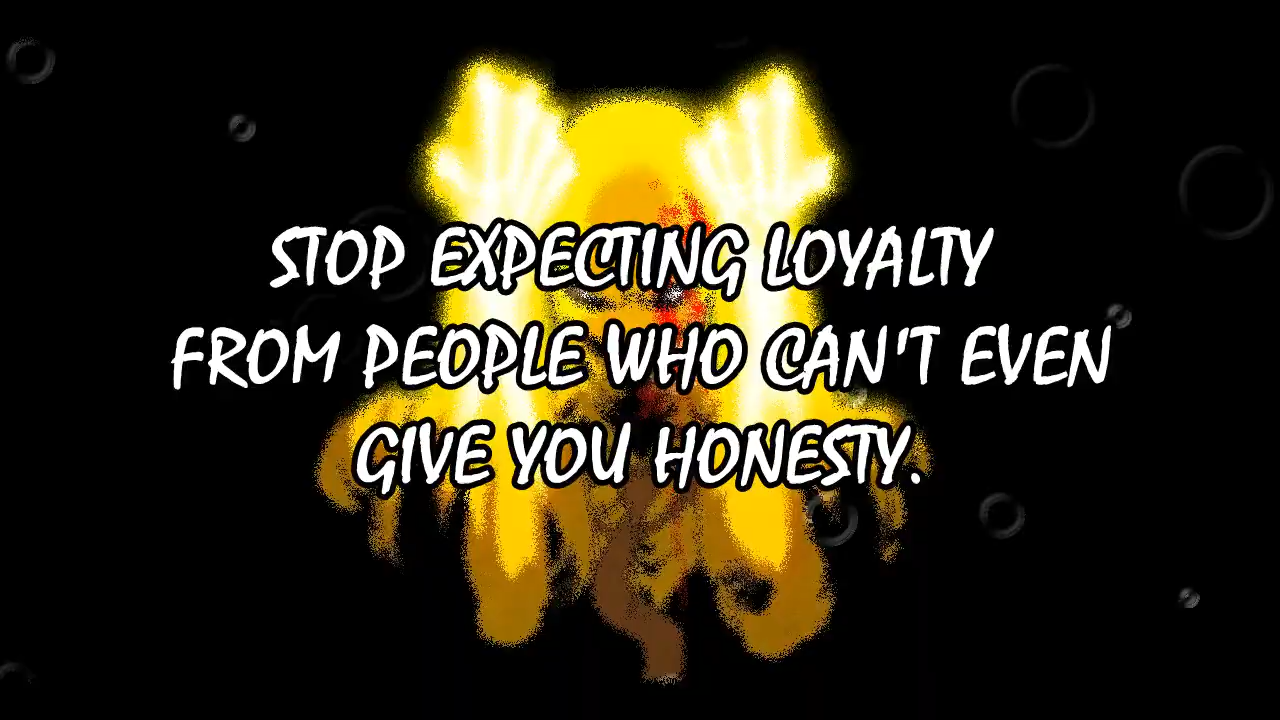 STOP EXPECTING LOYALTY
FROM PEOPLE WHO CAN'T EVEN
GIVE YOU HONESTY.